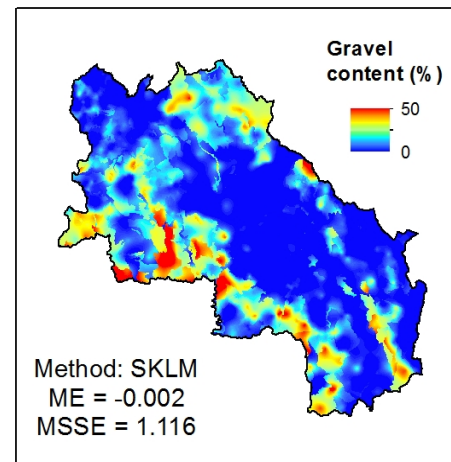 Gravel
content (%)
50
0
Method: SKLM
ME = -0.002
MSSE = 1.116